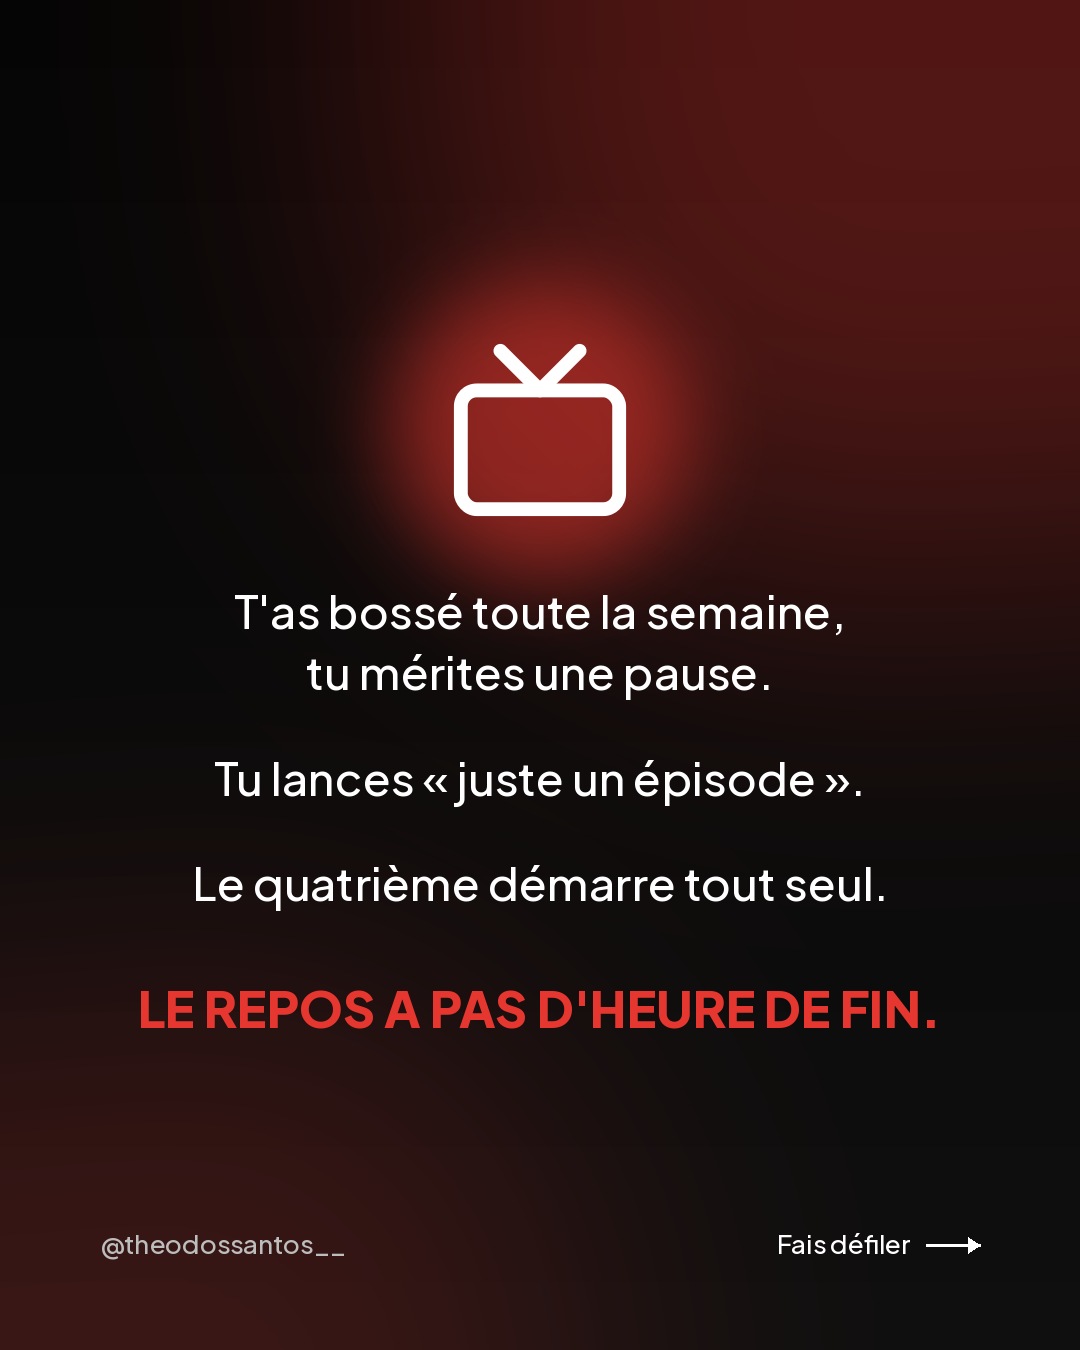 T'as bossé toute la semaine,
tu mérites une pause.
Tu lances « juste un épisode ».
Le quatrième démarre tout seul.
LE REPOS A PAS D'HEURE DE FIN.
@theodossantos__
Fais défiler